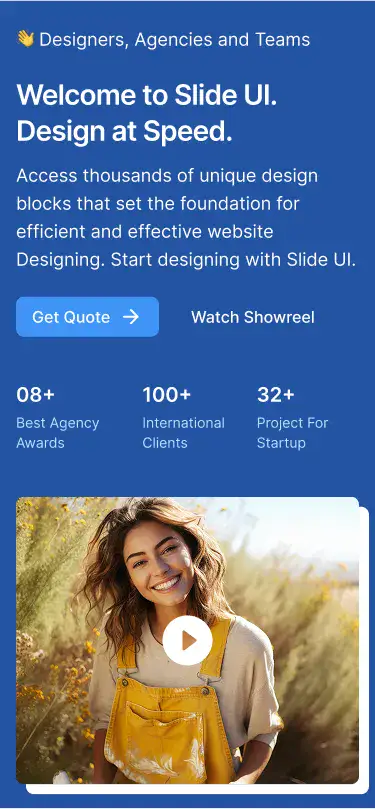 👋 Designers, Agencies and Teams
Welcome to Slide UI.
Design at Speed.
Access thousands of unique design
blocks that set the foundation for
efficient and effective website
Designing. Start designing with Slide UI.
Get Quote → Watch Showreel
08+ 100+ 32+
Best Agency International Project For
Awards Clients Startup